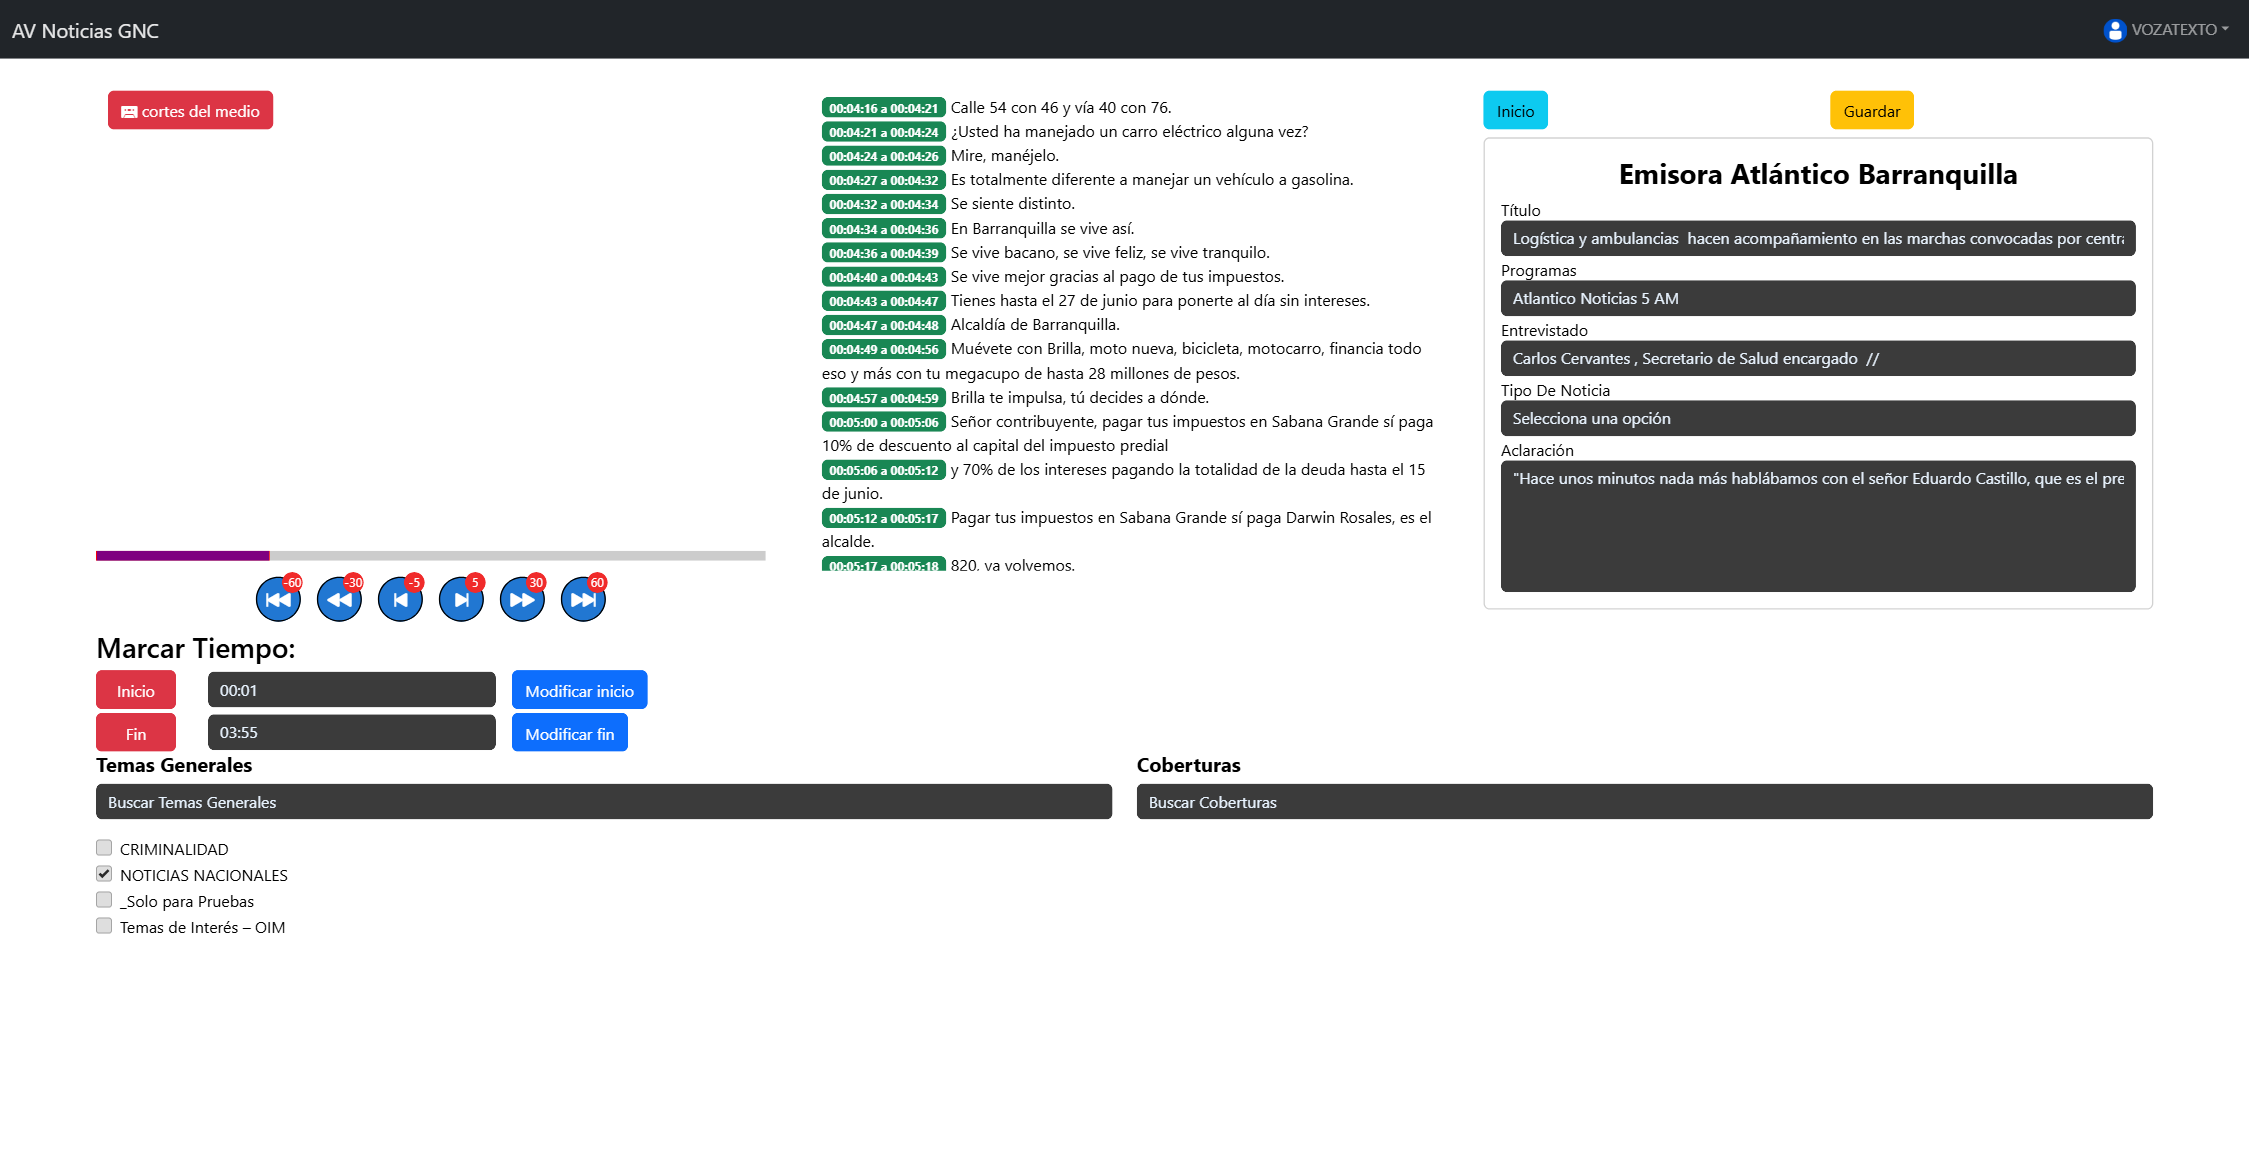 AV Noticias GNC
VOZATEXTO
cortes del medio
-60
-30
-5
5
30
60
Marcar Tiempo:
Inicio
00:01
Modificar inicio
Fin
03:55
Modificar fin
00:04:16 a 00:04:21 Calle 54 con 46 y vía 40 con 76.
00:04:21 a 00:04:24 ¿Usted ha manejado un carro eléctrico alguna vez?
00:04:24 a 00:04:26 Mire, manéjelo.
00:04:27 a 00:04:32 Es totalmente diferente a manejar un vehículo a gasolina.
00:04:32 a 00:04:34 Se siente distinto.
00:04:34 a 00:04:36 En Barranquilla se vive así.
00:04:36 a 00:04:39 Se vive bacano, se vive feliz, se vive tranquilo.
00:04:40 a 00:04:43 Se vive mejor gracias al pago de tus impuestos.
00:04:43 a 00:04:47 Tienes hasta el 27 de junio para ponerte al día sin intereses.
00:04:47 a 00:04:48 Alcaldía de Barranquilla.
00:04:49 a 00:04:56 Muévete con Brilla, moto nueva, bicicleta, motocarro, financia todo
eso y más con tu megacupo de hasta 28 millones de pesos.
00:04:57 a 00:04:59 Brilla te impulsa, tú decides a dónde.
00:05:00 a 00:05:06 Señor contribuyente, pagar tus impuestos en Sabana Grande sí paga
10% de descuento al capital del impuesto predial
00:05:06 a 00:05:12 y 70% de los intereses pagando la totalidad de la deuda hasta el 15
de junio.
00:05:12 a 00:05:17 Pagar tus impuestos en Sabana Grande sí paga Darwin Rosales, es el
alcalde.
00:05:17 a 00:05:18 820, ya volvemos.
Inicio
Guardar
Emisora Atlántico Barranquilla
Título
Logística y ambulancias  hacen acompañamiento en las marchas convocadas por centra
Programas
Atlantico Noticias 5 AM
Entrevistado
Carlos Cervantes , Secretario de Salud encargado  //
Tipo De Noticia
Selecciona una opción
Aclaración
"Hace unos minutos nada más hablábamos con el señor Eduardo Castillo, que es el pre
Temas Generales
Buscar Temas Generales
CRIMINALIDAD
NOTICIAS NACIONALES
_Solo para Pruebas
Temas de Interés – OIM
Coberturas
Buscar Coberturas